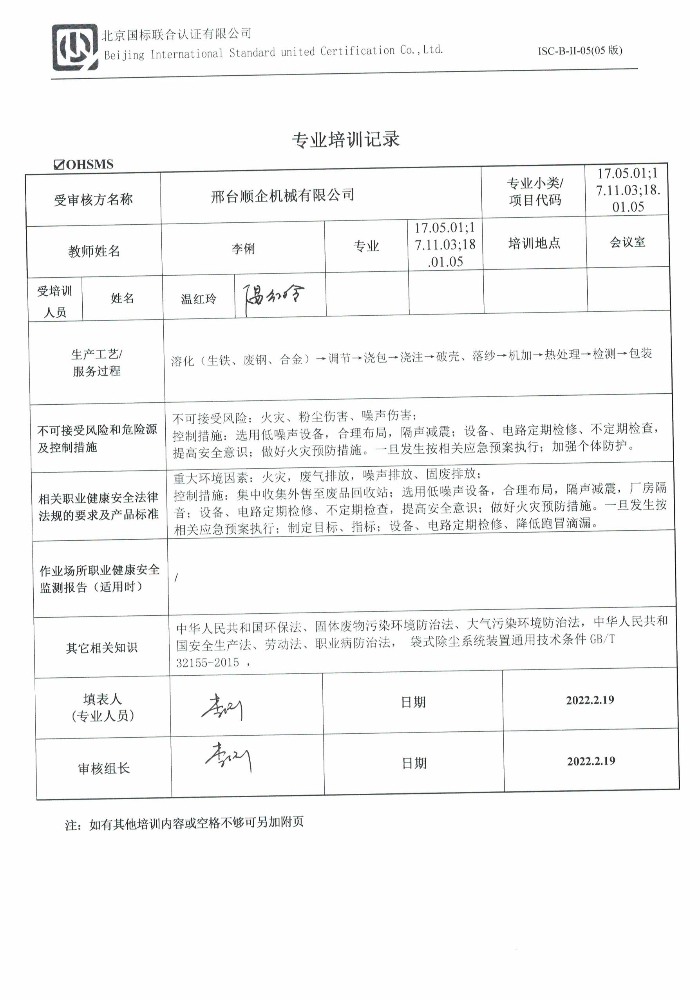 北京国标联合认证有限公司
Beijing International Standard united Certification Co.,Ltd.
ISC-B-II-05(05 版)
专业培训记录
☑OHSMS
受审核方名称
邢台顺企机械有限公司
专业小类/
项目代码
17.05.01;1
7.11.03;18.
01.05
教师姓名
李俐
专业
17.05.01;1
7.11.03;18
.01.05
培训地点
会议室
受培训
人员
姓名
温红玲
温红玲
生产工艺/
服务过程
溶化（生铁、废钢、合金）→调节→浇包→浇注→破壳、落纱→机加→热处理→检测→包装
不可接受风险和危险源
及控制措施
不可接受风险：火灾、粉尘伤害、噪声伤害；
控制措施：选用低噪声设备，合理布局，隔声减震；设备、电路定期检修、不定期检查，
提高安全意识；做好火灾预防措施。一旦发生按相关应急预案执行；加强个体防护。
相关职业健康安全法律
法规的要求及产品标准
重大环境因素：火灾，废气排放，噪声排放、固废排放；
控制措施：集中收集外售至废品回收站；选用低噪声设备，合理布局，隔声减震，厂房隔
音；设备、电路定期检修、不定期检查，提高安全意识；做好火灾预防措施。一旦发生按
相关应急预案执行；制定目标、指标；设备、电路定期检修、降低跑冒滴漏。
作业场所职业健康安全
监测报告（适用时）
/
其它相关知识
中华人民共和国环保法、固体废物污染环境防治法、大气污染环境防治法，中华人民共和
国安全生产法、劳动法、职业病防治法， 袋式除尘系统装置通用技术条件 GB/T
32155-2015 ，
填表人
（专业人员）
李俐
日期
2022.2.19
审核组长
李俐
日期
2022.2.19
注：如有其他培训内容或空格不够可另加附页